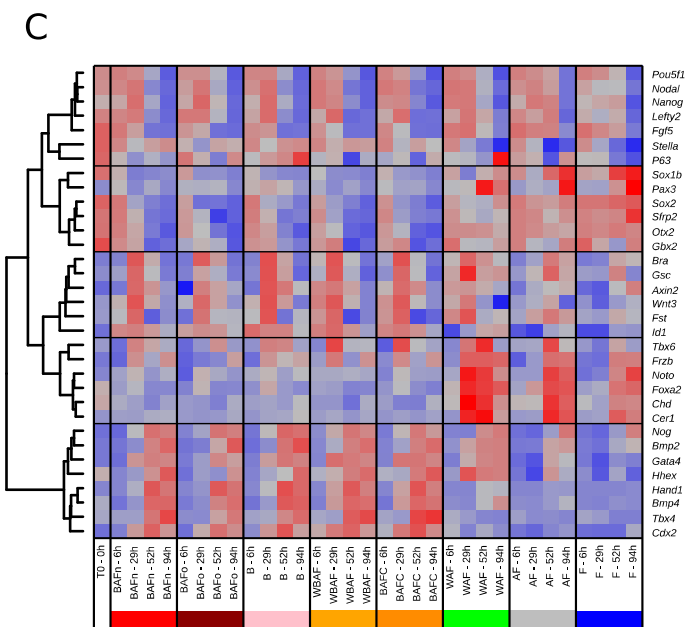 C
Pou5f1
Nodal
Nanog
Lefty2
Fgf5
Stella
P63
Sox1b
Pax3
Sox2
Sfrp2
Otx2
Gbx2
Bra
Gsc
Axin2
Wnt3
Fst
Id1
Tbx6
Frzb
Noto
Foxa2
Chd
Cer1
Nog
Bmp2
Gata4
Hhex
Hand1
Bmp4
Tbx4
Cdx2
T0 - 0h
BAFn - 6h
BAFn - 29h
BAFn - 52h
BAFn - 94h
BAFo - 6h
BAFo - 29h
BAFo - 52h
BAFo - 94h
B - 6h
B - 29h
B - 52h
B - 94h
WBAF - 6h
WBAF - 29h
WBAF - 52h
WBAF - 94h
BAFC - 6h
BAFC - 29h
BAFC - 52h
BAFC - 94h
WAF - 6h
WAF - 29h
WAF - 52h
WAF - 94h
AF - 6h
AF - 29h
AF - 52h
AF - 94h
F - 6h
F - 29h
F - 52h
F - 94h